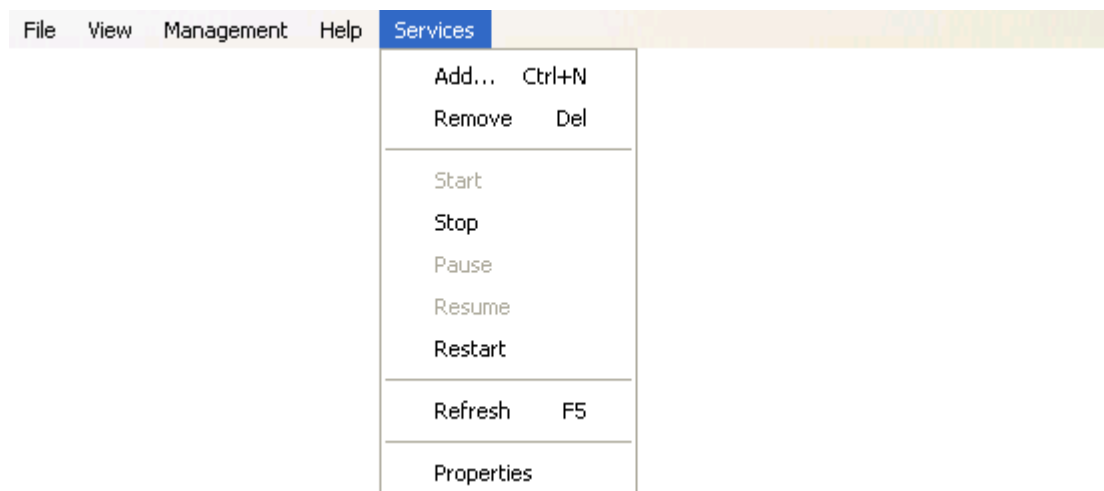 File View Management Help Services
Add... Ctrl+N
Remove Del
Start
Stop
Pause
Resume
Restart
Refresh F5
Properties